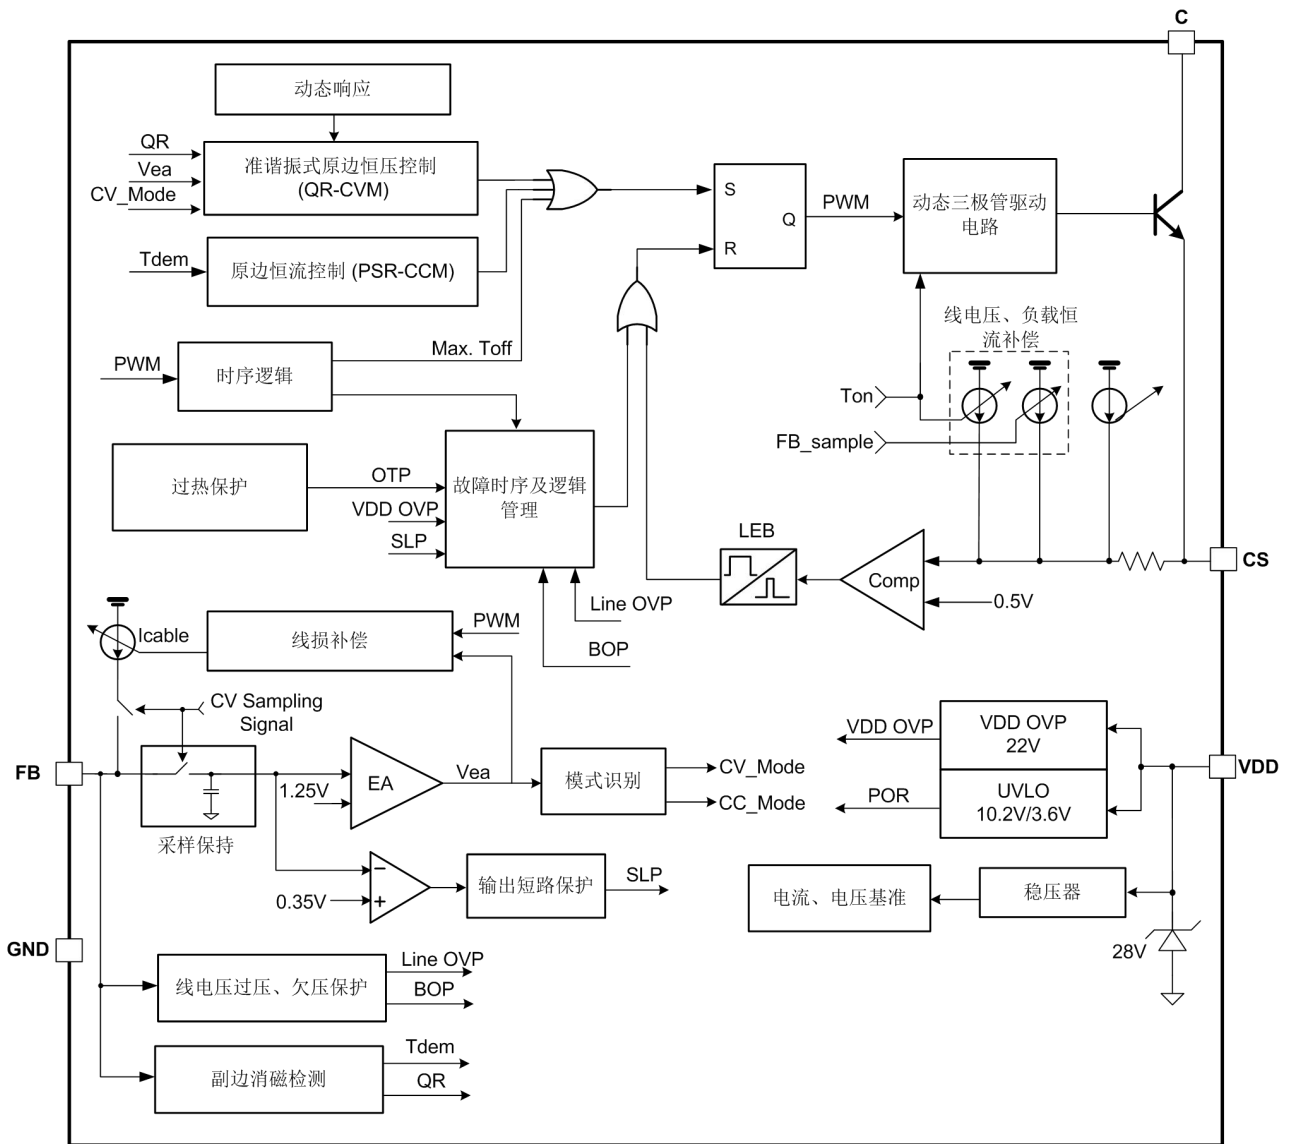 C
动态响应
QR
Vea
CV_Mode
准谐振式原边恒压控制
(QR-CVM)
Tdem
原边恒流控制 (PSR-CCM)
S
Q
R
PWM
动态三极管驱动
电路
线电压、负载恒
流补偿
PWM
时序逻辑
Max. Toff
Ton
FB_sample
过热保护
OTP
VDD OVP
SLP
故障时序及逻辑
管理
LEB
Comp
CS
0.5V
Line OVP
BOP
Icable
线损补偿
PWM
CV Sampling
Signal
FB
1.25V
EA
Vea
模式识别
CV_Mode
CC_Mode
采样保持
VDD OVP
VDD OVP
22V
POR
UVLO
10.2V/3.6V
VDD
0.35V
−
+
输出短路保护
SLP
电流、电压基准
稳压器
28V
GND
线电压过压、欠压保护
Line OVP
BOP
副边消磁检测
Tdem
QR